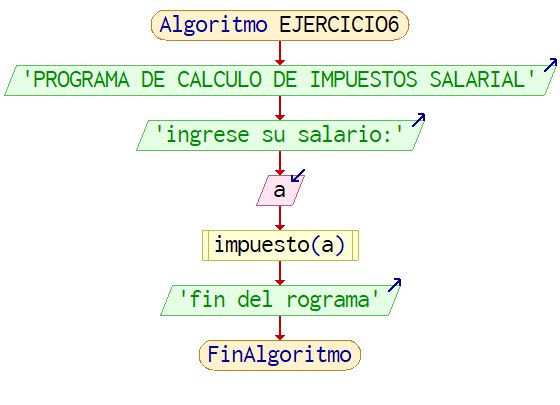 Algoritmo EJERCICIO6
'PROGRAMA DE CALCULO DE IMPUESTOS SALARIAL'
'ingrese su salario:'
a
impuesto(a)
'fin del rograma'
FinAlgoritmo